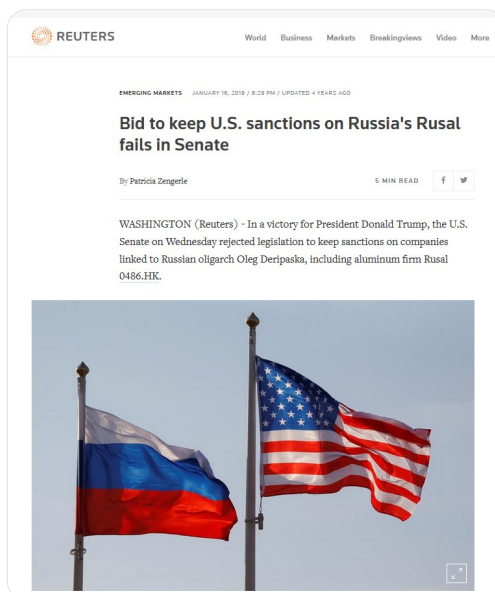 REUTERS
World Business Markets Breakingviews Video More
EMERGING MARKETS JANUARY 16, 2019 / 8:29 PM / UPDATED 4 YEARS AGO
Bid to keep U.S. sanctions on Russia's Rusal
fails in Senate
By Patricia Zengerle
5 MIN READ
WASHINGTON (Reuters) - In a victory for President Donald Trump, the U.S.
Senate on Wednesday rejected legislation to keep sanctions on companies
linked to Russian oligarch Oleg Deripaska, including aluminum firm Rusal
0486.HK.